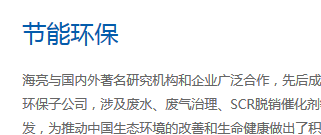 节能环保
海亮与国内外著名研究机构和企业广泛合作，先后成
环保子公司，涉及废水、废气治理、SCR脱销催化剂
发，为推动中国生态环境的改善和生命健康做出了积